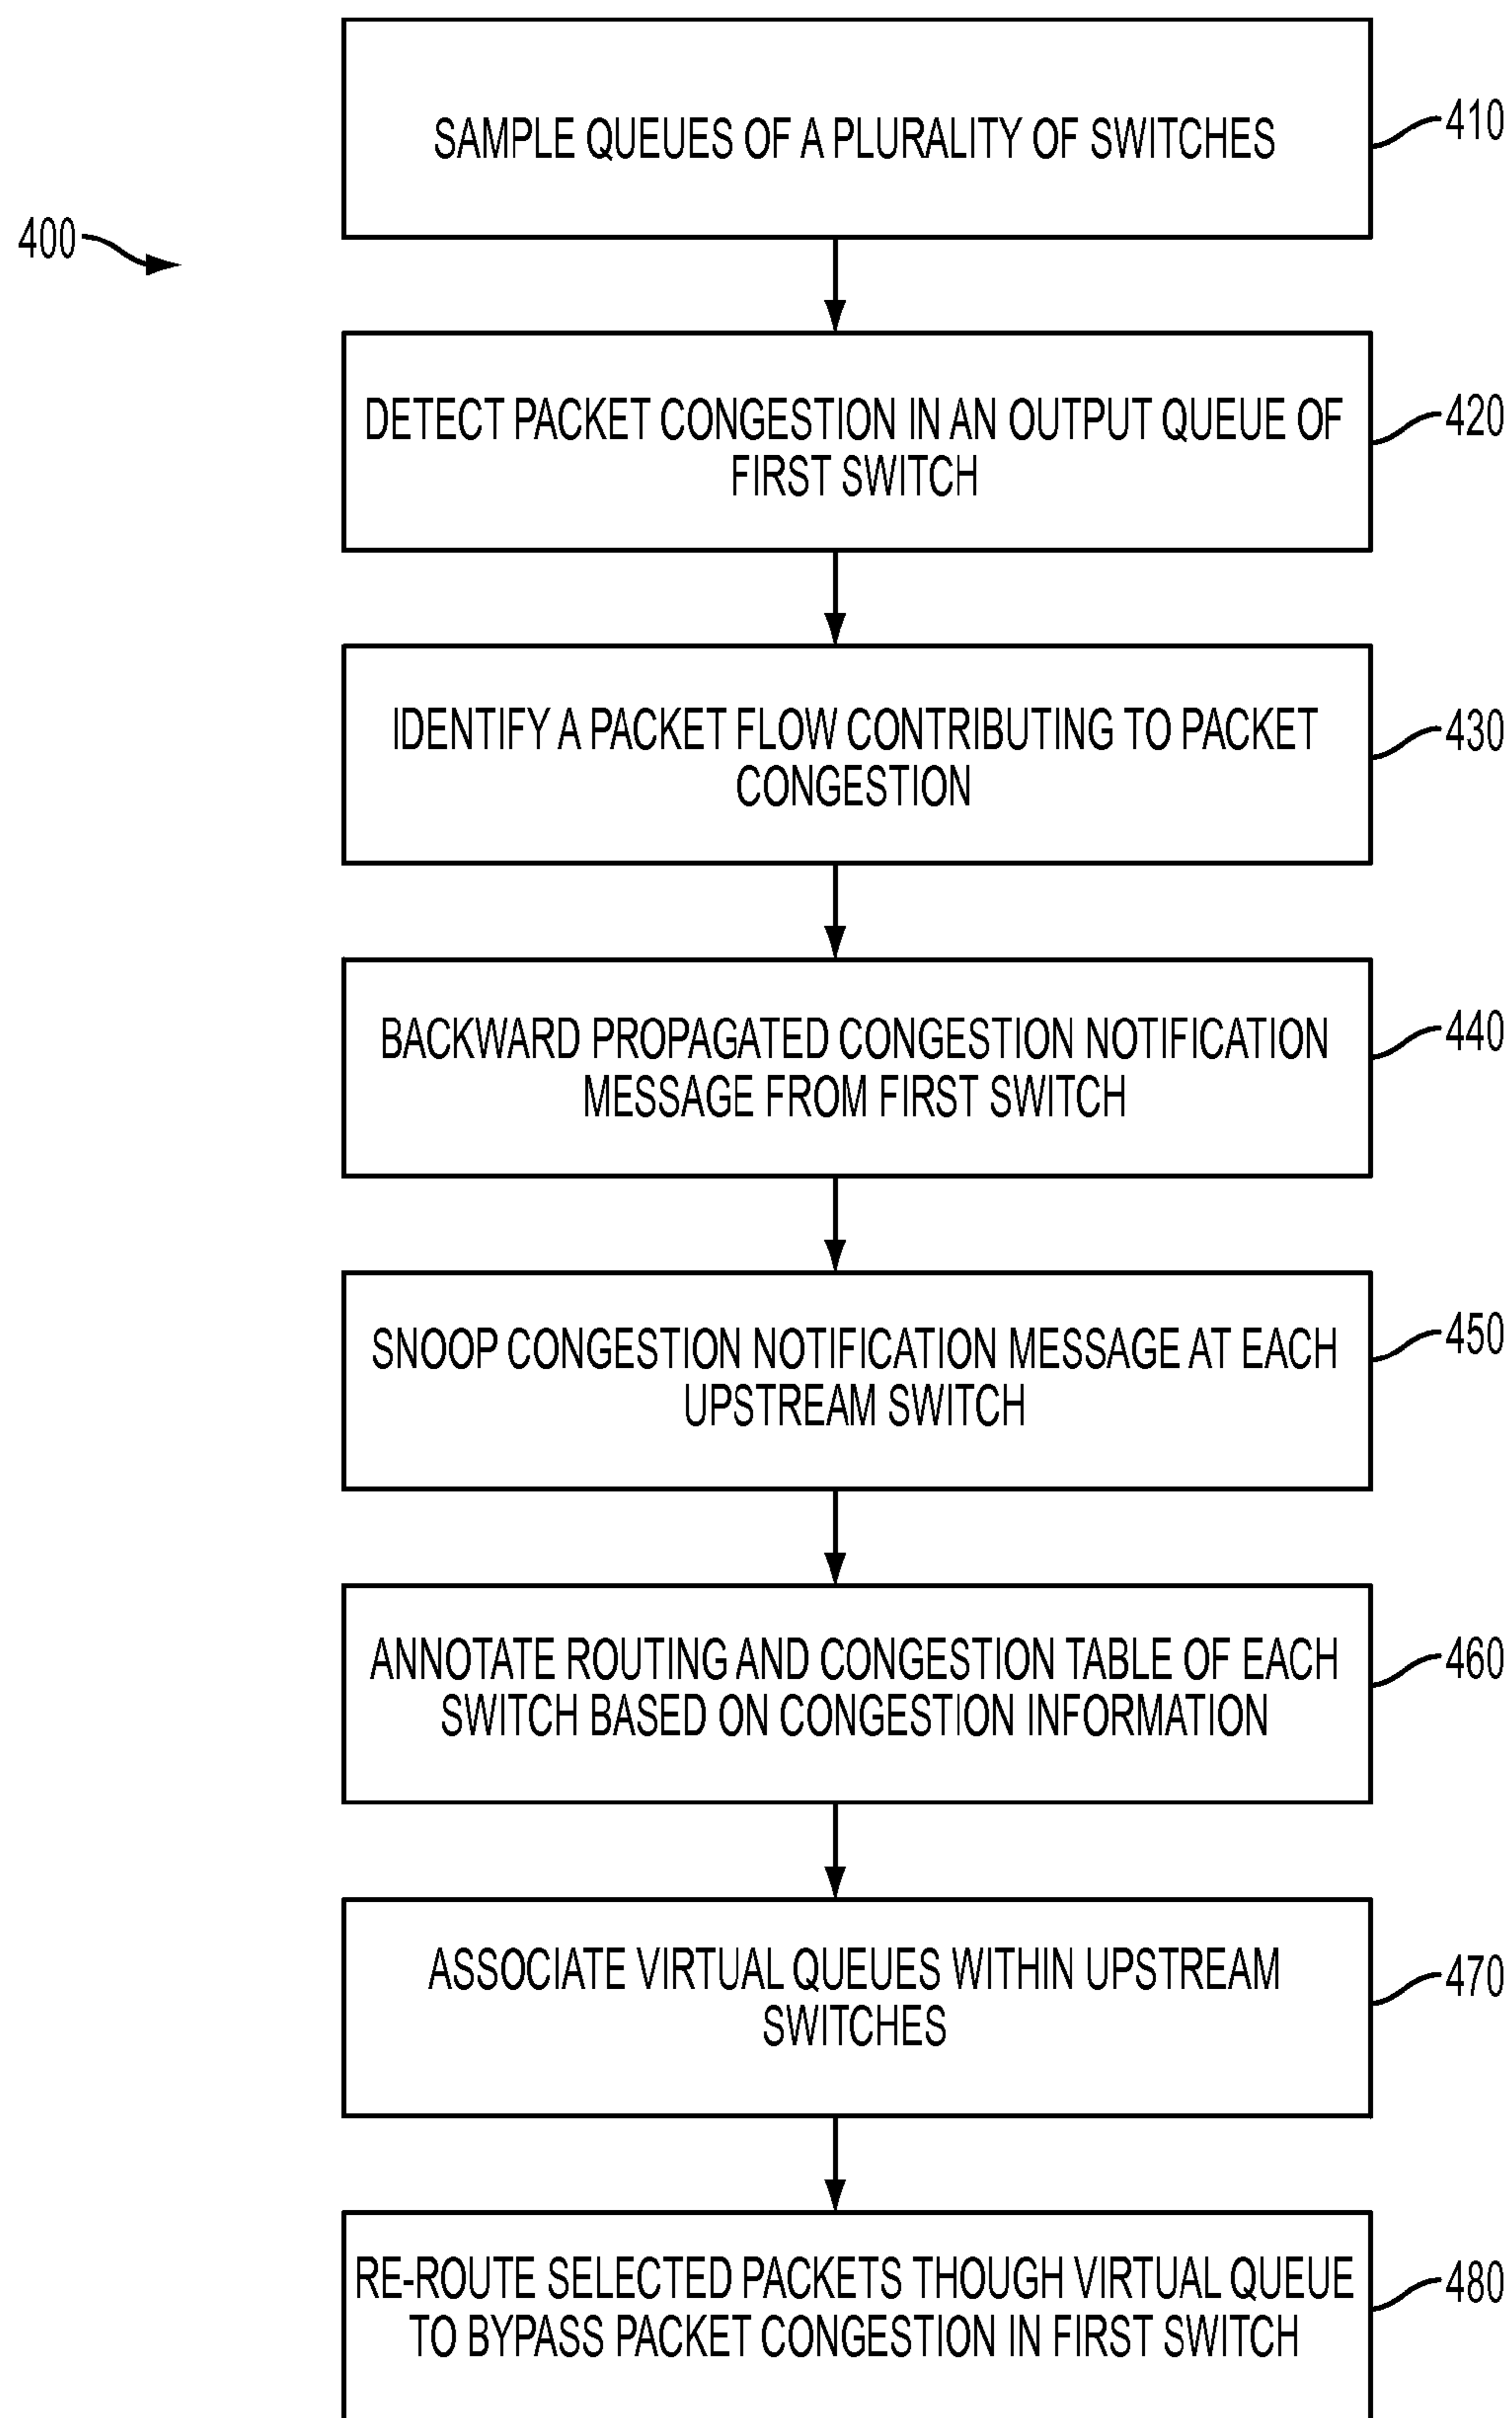 SAMPLE QUEUES OF A PLURALITY OF SWITCHES
410
400
DETECT PACKET CONGESTION IN AN OUTPUT QUEUE OF
FIRST SWITCH
420
IDENTIFY A PACKET FLOW CONTRIBUTING TO PACKET
CONGESTION
430
BACKWARD PROPAGATED CONGESTION NOTIFICATION
MESSAGE FROM FIRST SWITCH
440
SNOOP CONGESTION NOTIFICATION MESSAGE AT EACH
UPSTREAM SWITCH
450
ANNOTATE ROUTING AND CONGESTION TABLE OF EACH
SWITCH BASED ON CONGESTION INFORMATION
460
ASSOCIATE VIRTUAL QUEUES WITHIN UPSTREAM
SWITCHES
470
RE-ROUTE SELECTED PACKETS THOUGH VIRTUAL QUEUE
TO BYPASS PACKET CONGESTION IN FIRST SWITCH
480